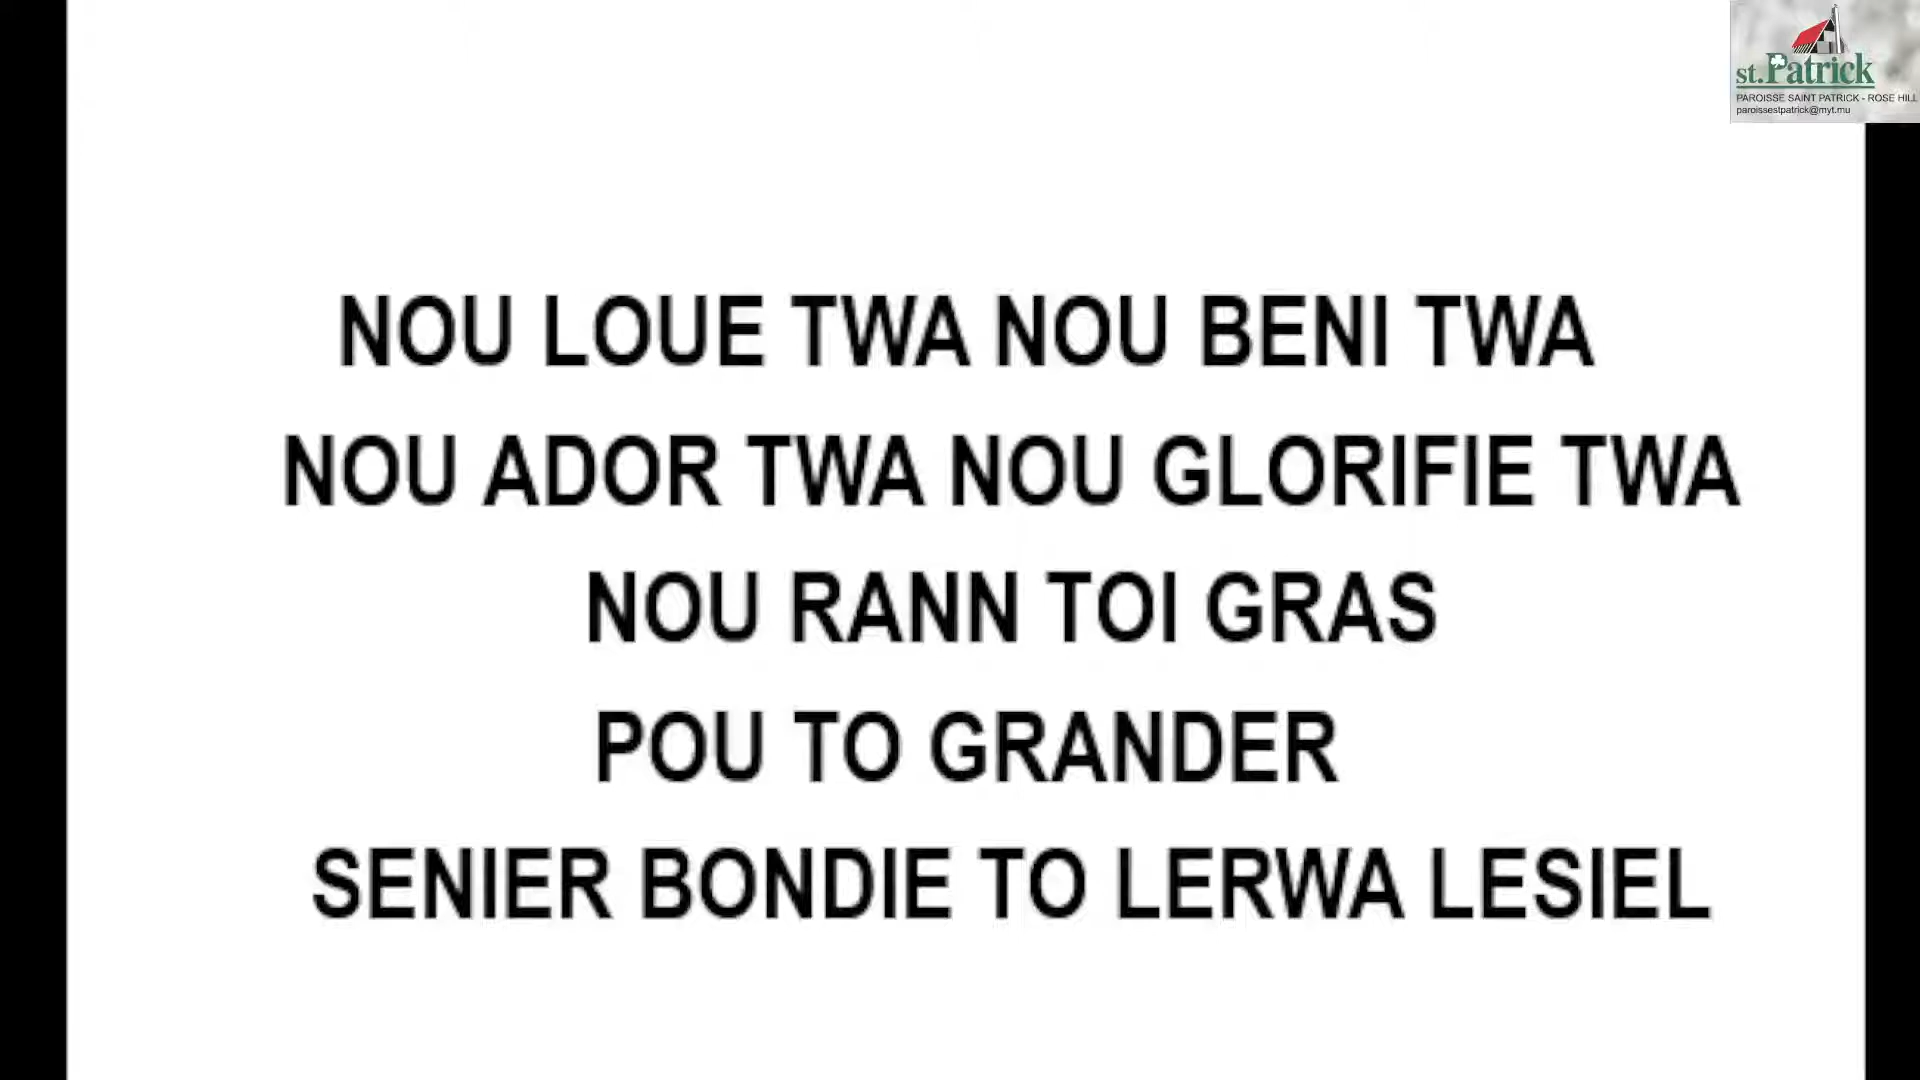 st.Patrick
PAROISSE SAINT PATRICK - ROSE HILL
paroissestpatrick@myt.mu
NOU LOUE TWA NOU BENI TWA
NOU ADOR TWA NOU GLORIFIE TWA
NOU RANN TOI GRAS
POU TO GRANDER
SENIER BONDIE TO LERWA LESIEL